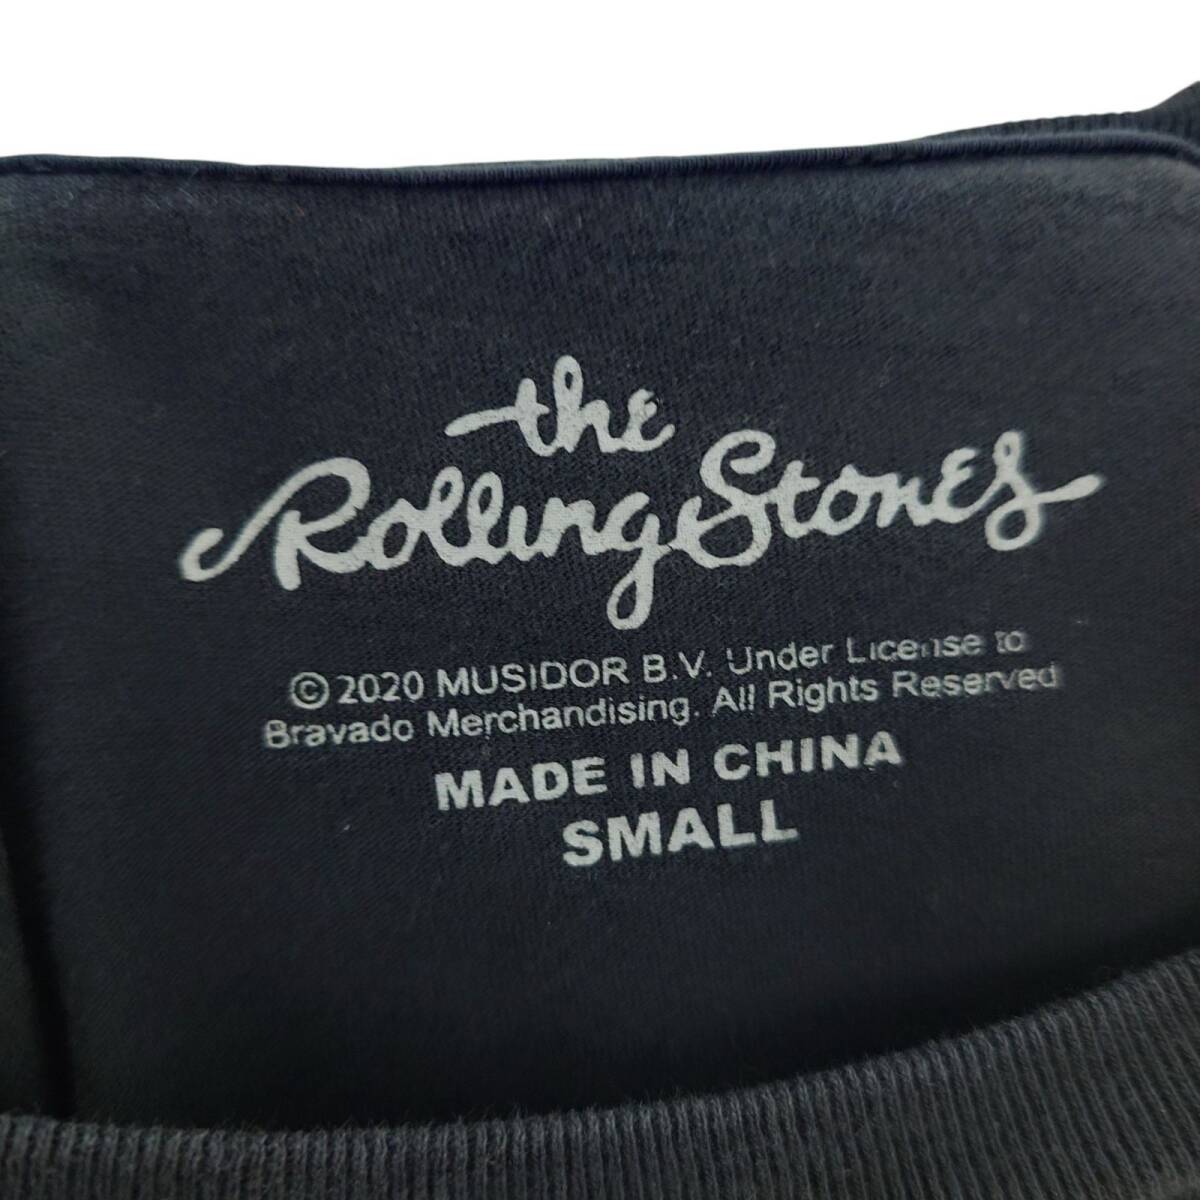 the
Rolling Stones
©2020 MUSIDOR B.V. Under License to
Bravado Merchandising. All Rights Reserved
MADE IN CHINA
SMALL